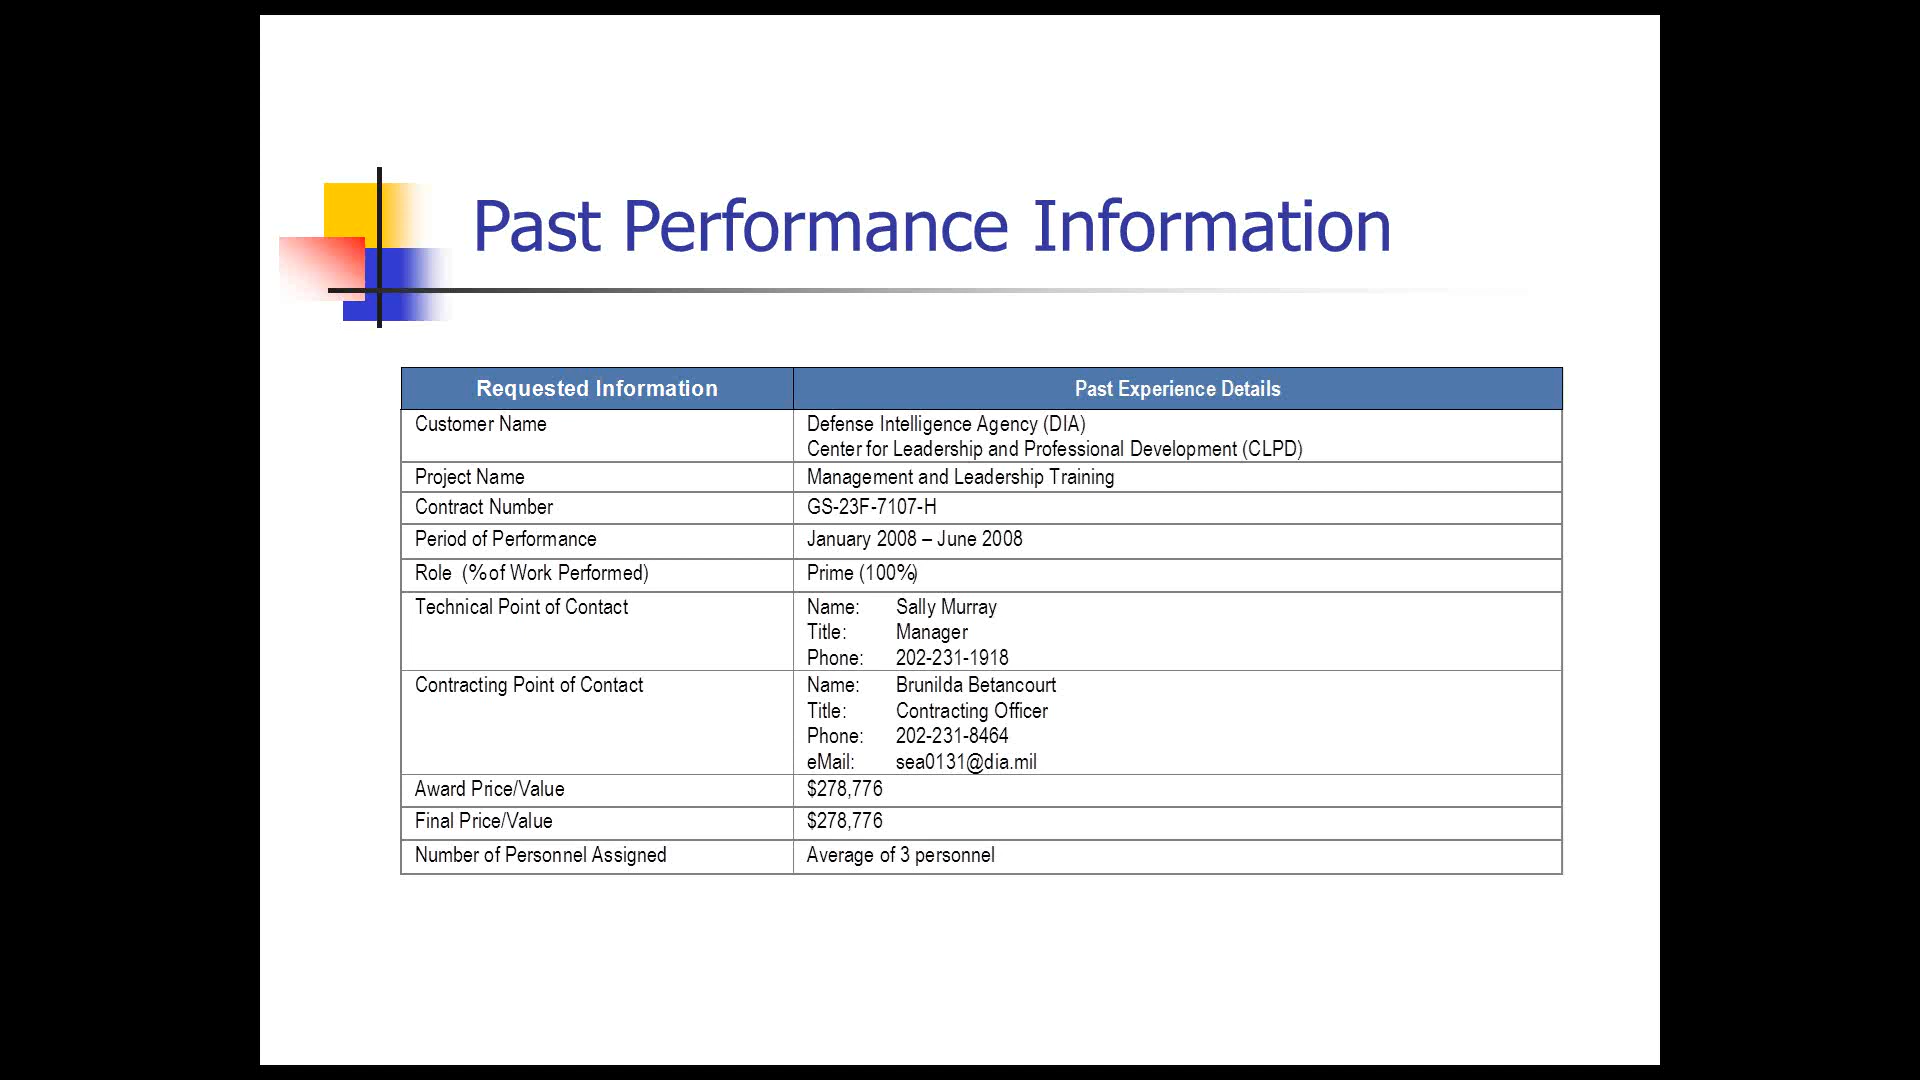 Past Performance Information
Requested Information Past Experience Details
Customer Name Defense Intelligence Agency (DIA)
Center for Leadership and Professional Development (CLPD)
Project Name Management and Leadership Training
Contract Number GS-23F-7107-H
Period of Performance January 2008 – June 2008
Role (% of Work Performed) Prime (100%)
Technical Point of Contact Name: Sally Murray
Title: Manager
Phone: 202-231-1918
Contracting Point of Contact Name: Brunilda Betancourt
Title: Contracting Officer
Phone: 202-231-8464
eMail: sea0131@dia.mil
Award Price/Value $278,776
Final Price/Value $278,776
Number of Personnel Assigned Average of 3 personnel